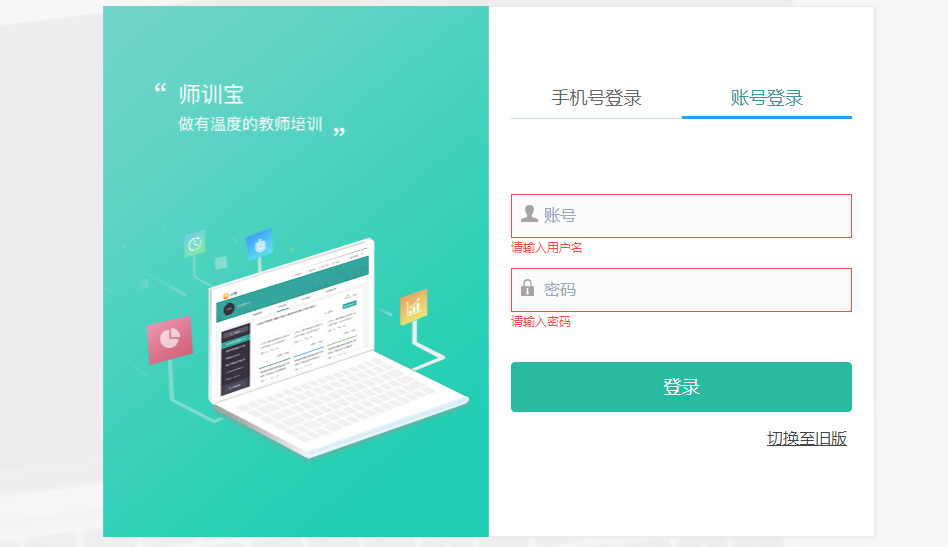 “ 师训宝
做有温度的教师培训 ”
手机号登录 账号登录
账号
请输入用户名
密码
请输入密码
登录
切换至旧版